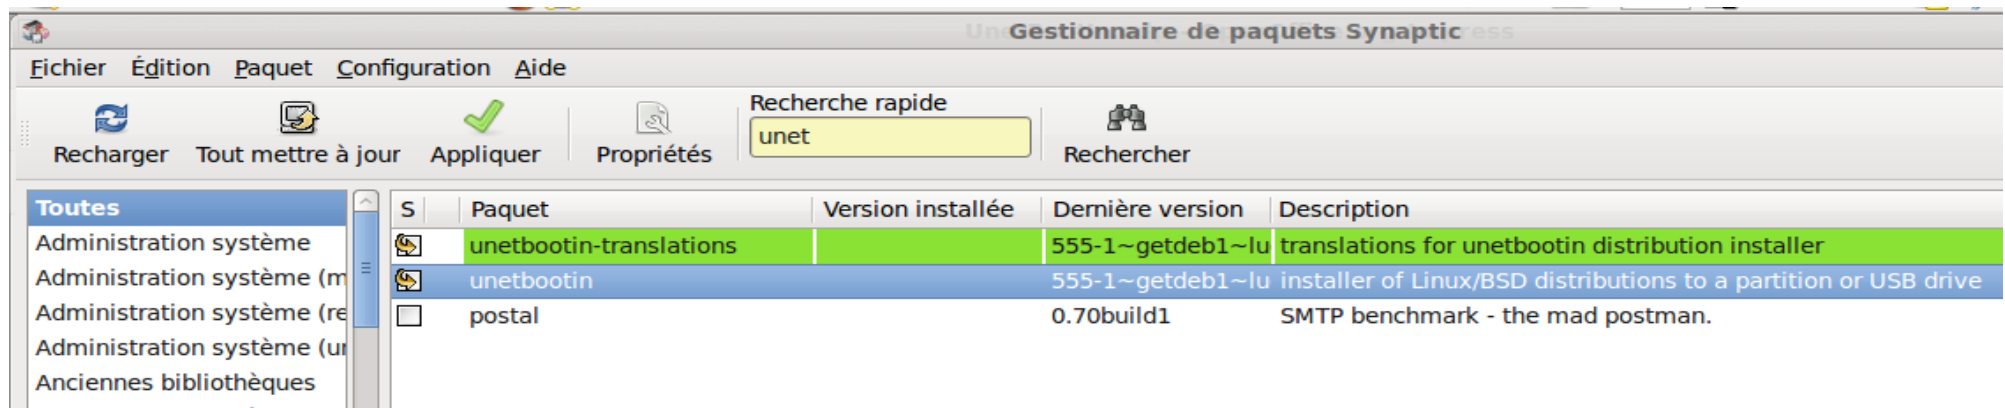 Gestionnaire de paquets Synaptic
Fichier Édition Paquet Configuration Aide
Recherche rapide
unet
Recharger Tout mettre à jour Appliquer Propriétés Rechercher
Toutes
Administration système
Administration système (m
Administration système (re
Administration système (ur
Anciennes bibliothèques
S Paquet Version installée Dernière version Description
unetbootin-translations 555-1~getdeb1~lu translations for unetbootin distribution installer
unetbootin 555-1~getdeb1~lu installer of Linux/BSD distributions to a partition or USB drive
postal 0.70build1 SMTP benchmark - the mad postman.